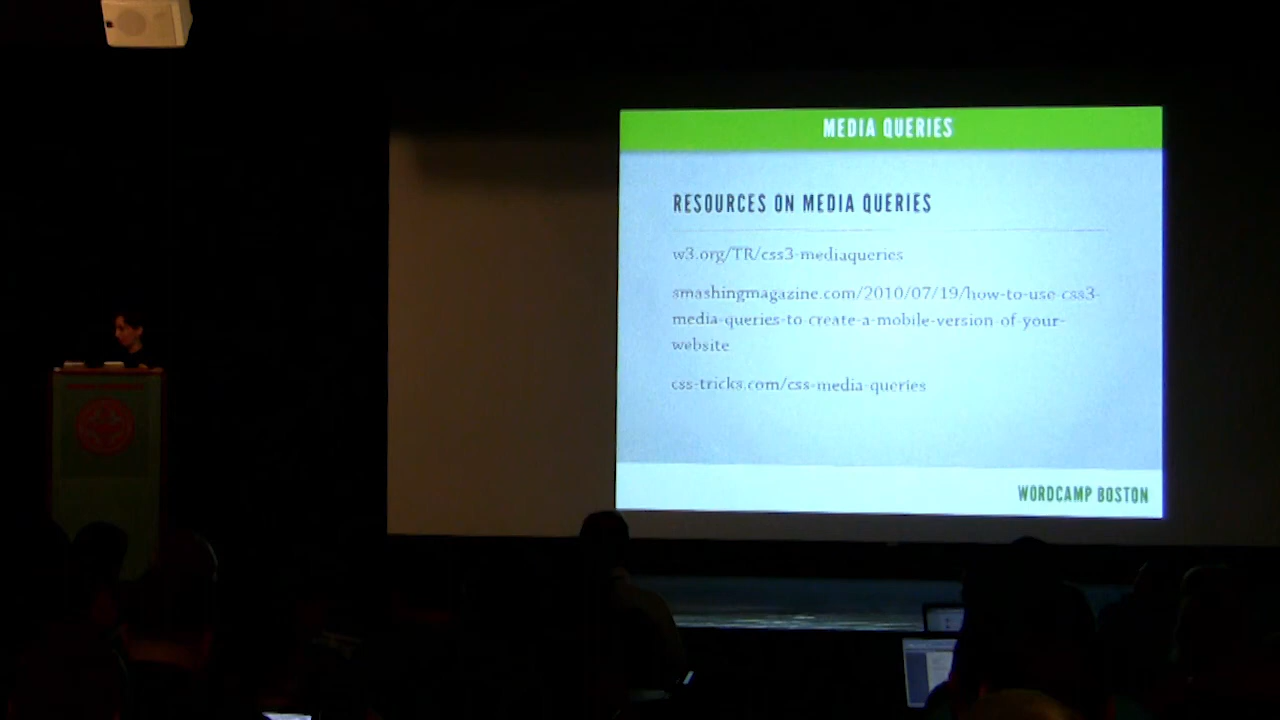 MEDIA QUERIES
RESOURCES ON MEDIA QUERIES
w3.org/TR/css3-mediaqueries
smashingmagazine.com/2010/07/19/how-to-use-css3-
media-queries-to-create-a-mobile-version-of-your-
website
css-tricks.com/css-media-queries
WORDCAMP BOSTON